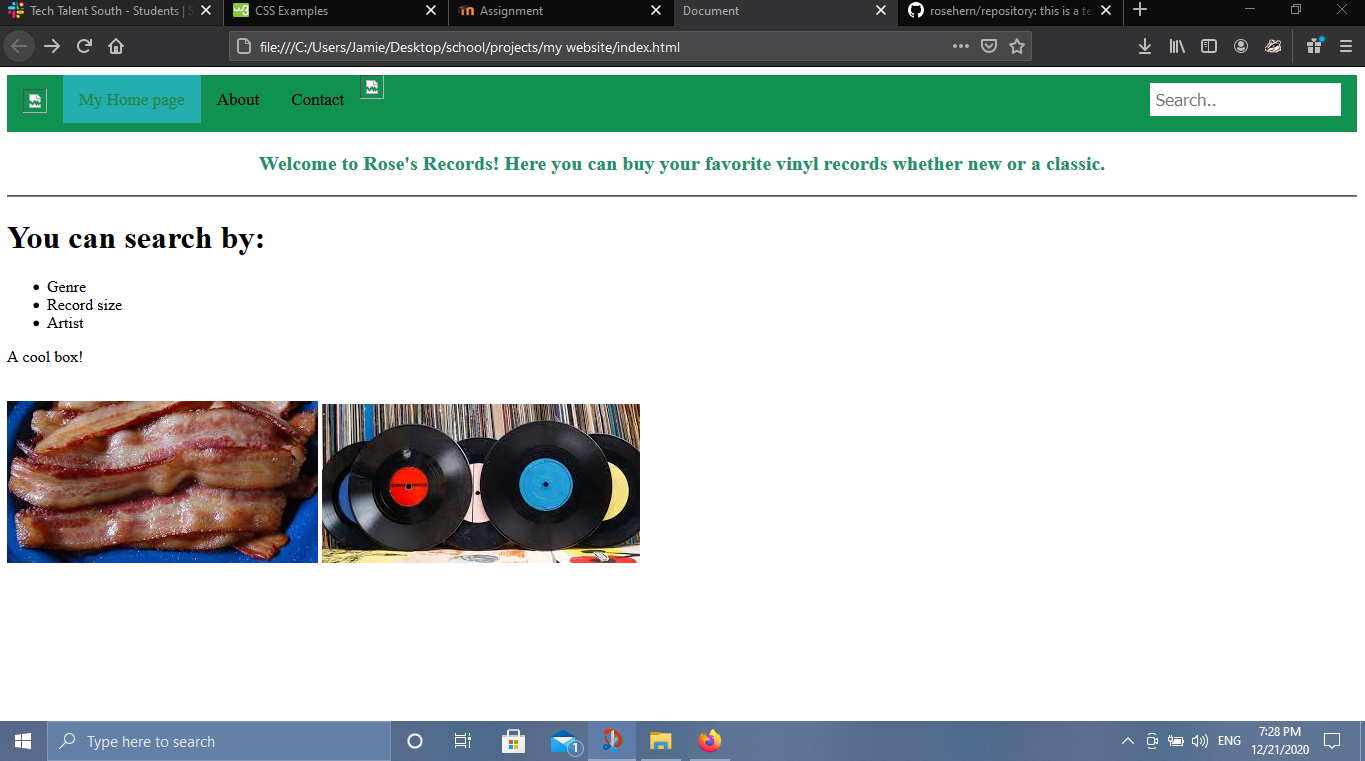 Tech Talent South - Students | S
CSS Examples
Assignment
Document
rosehern/repository: this is a te
file:///C:/Users/Jamie/Desktop/school/projects/my website/index.html
My Home page
About
Contact
Search..
Welcome to Rose's Records! Here you can buy your favorite vinyl records whether new or a classic.
You can search by:
Genre
Record size
Artist
A cool box!
Type here to search
1
ENG
7:28 PM
12/21/2020